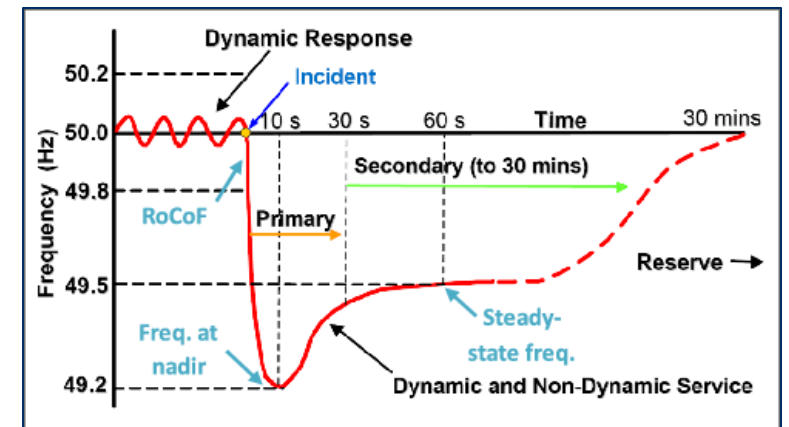 Dynamic Response
50.2
Incident
10 s 30 s 60 s Time 30 mins
50.0
Secondary (to 30 mins)
49.8
RoCoF
Primary
Frequency (Hz)
Reserve
49.5
Freq. at
nadir
Steady-
state freq.
49.2
Dynamic and Non-Dynamic Service